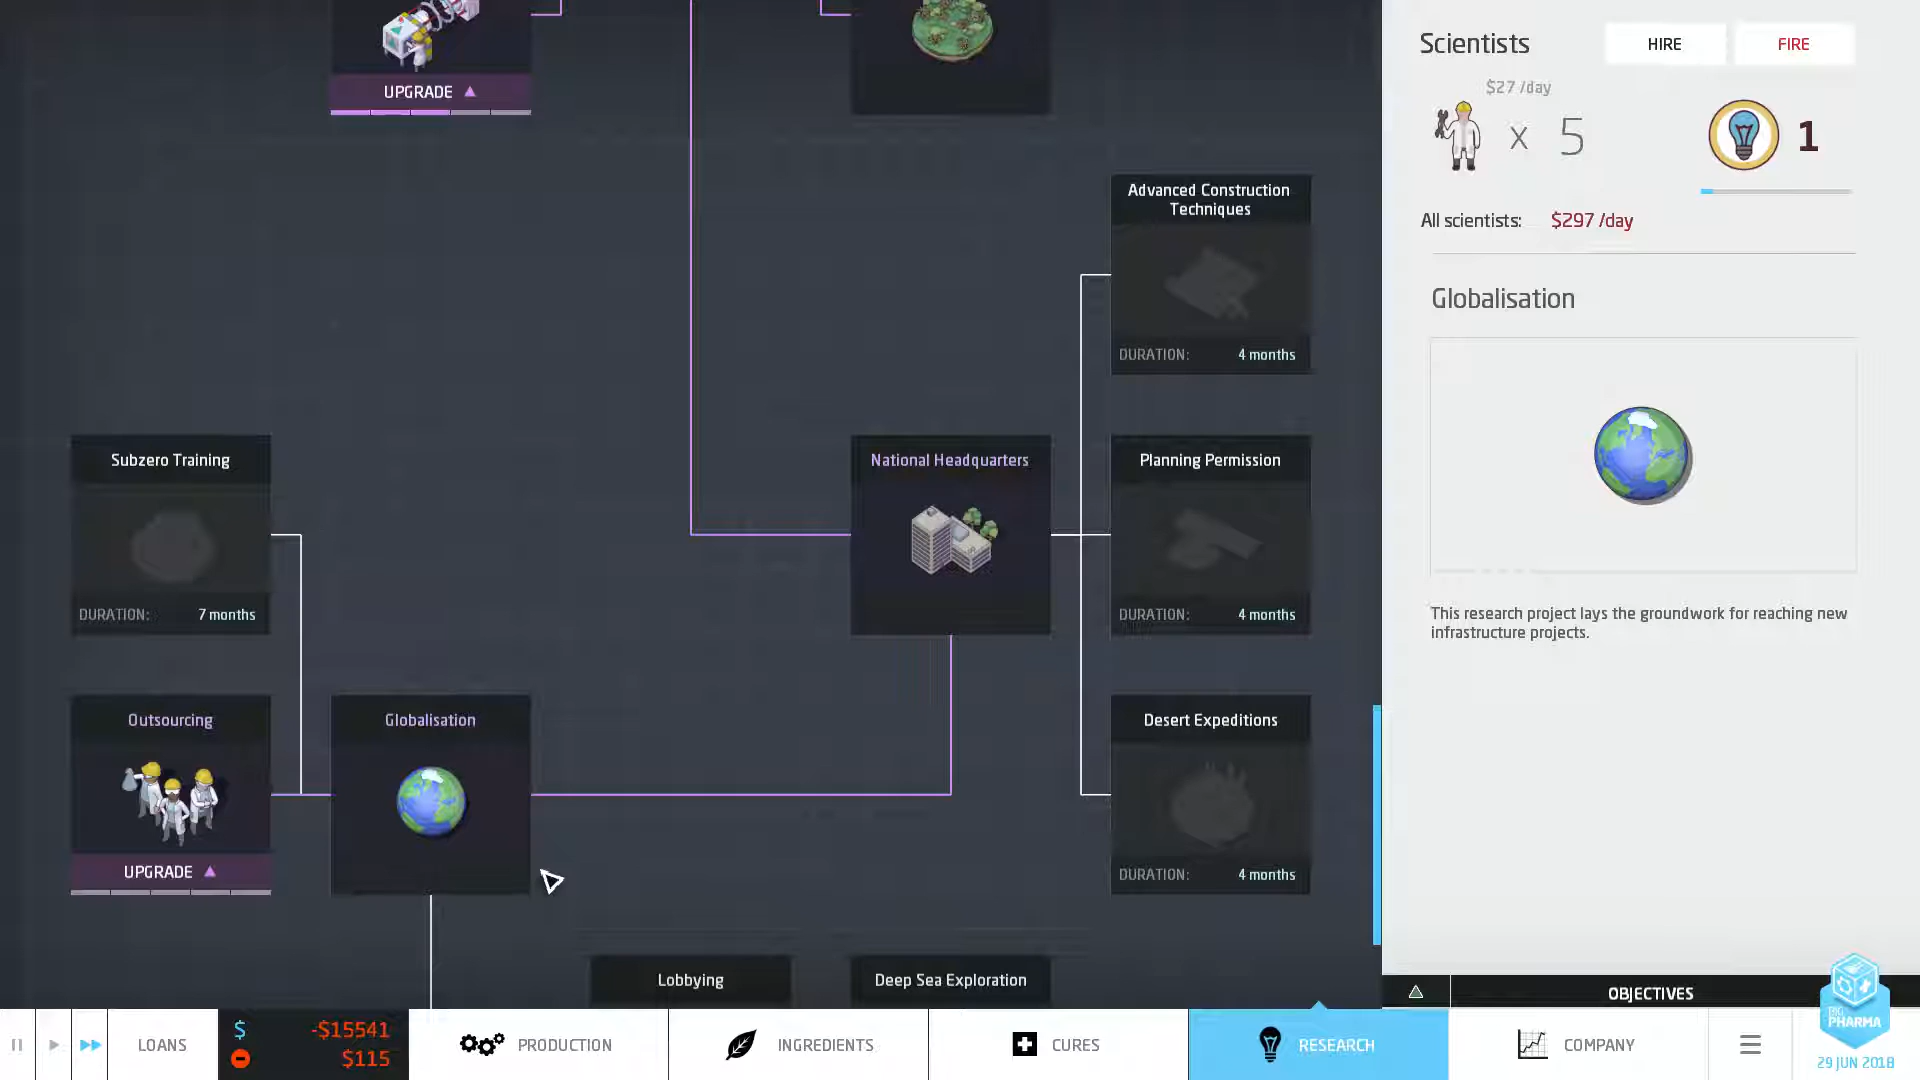 UPGRADE
Scientists
HIRE
FIRE
$27 /day
x 5
1
All scientists: $297 /day
Globalisation
This research project lays the groundwork for reaching new
infrastructure projects.
Advanced Construction
Techniques
DURATION: 4 months
Subzero Training
DURATION: 7 months
National Headquarters
Planning Permission
DURATION: 4 months
Outsourcing
UPGRADE
Globalisation
Desert Expeditions
DURATION: 4 months
Lobbying
Deep Sea Exploration
OBJECTIVES
LOANS
$ -$15541
$115
PRODUCTION
INGREDIENTS
CURES
RESEARCH
COMPANY
BIG
PHARMA
29 JUN 2018